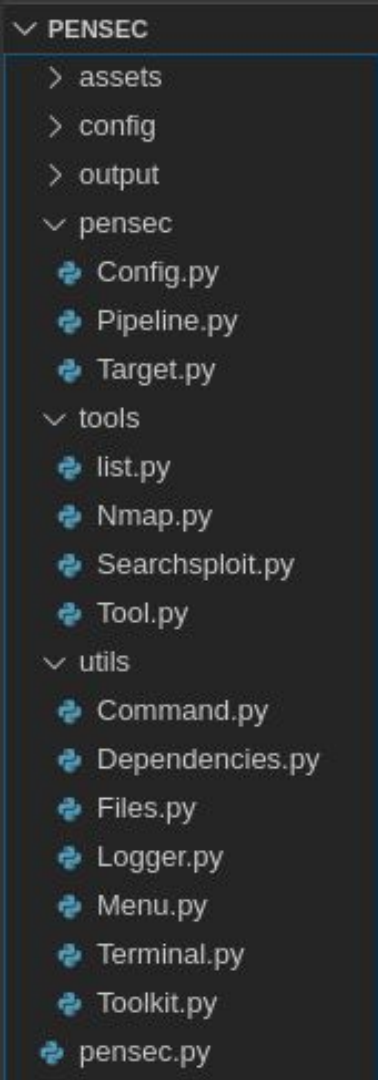 PENSEC
assets
config
output
pensec
Config.py
Pipeline.py
Target.py
tools
list.py
Nmap.py
Searchsploit.py
Tool.py
utils
Command.py
Dependencies.py
Files.py
Logger.py
Menu.py
Terminal.py
Toolkit.py
pensec.py